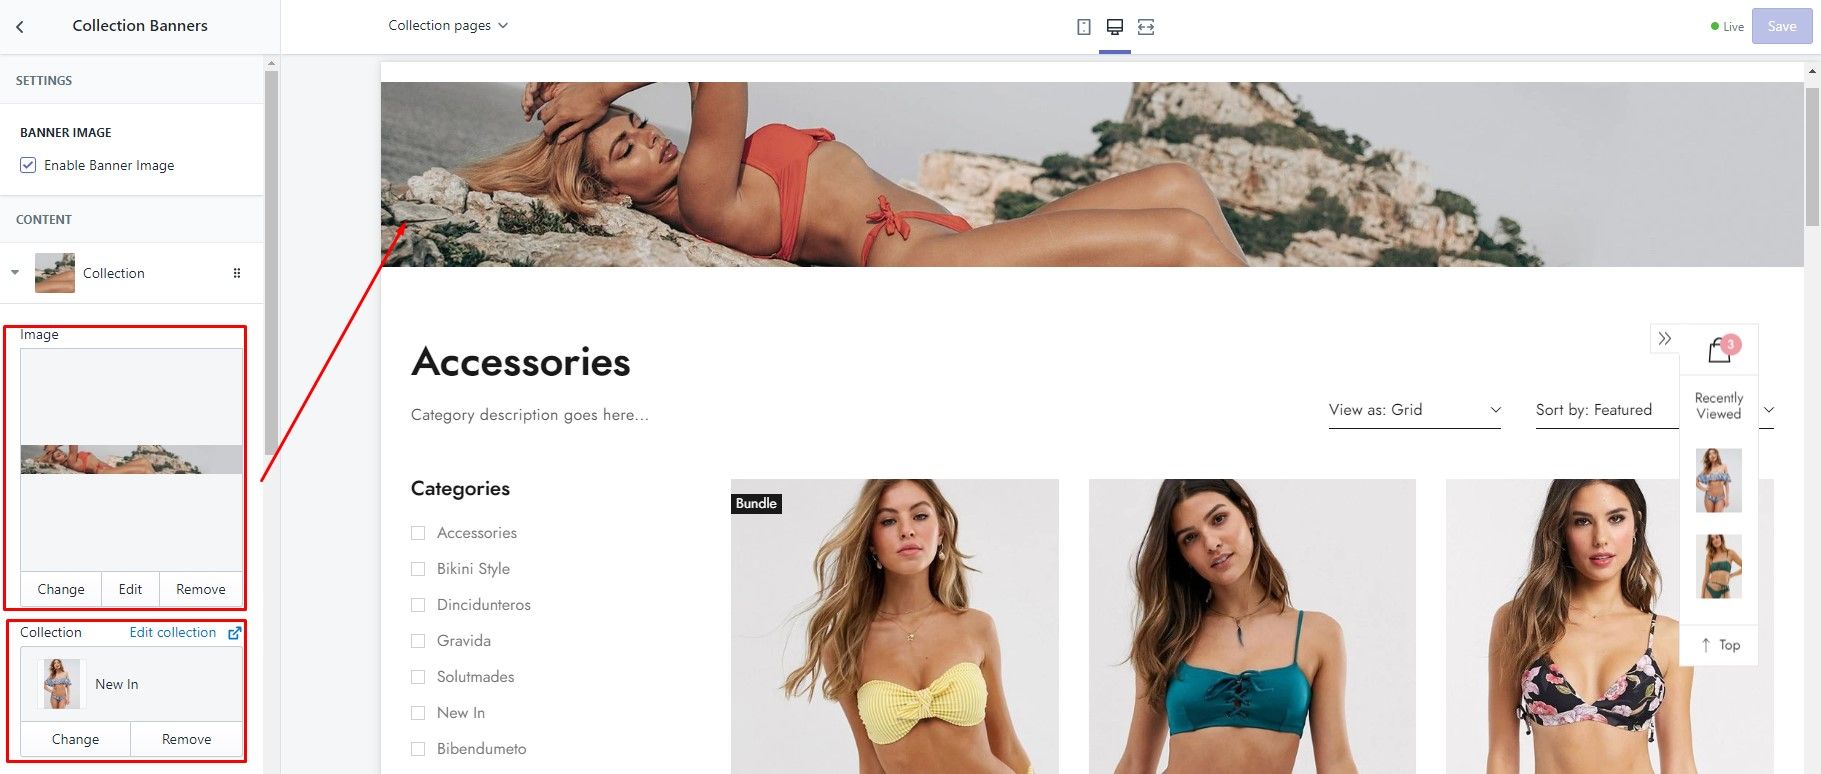 Collection Banners
Collection pages
Live
Save
SETTINGS
BANNER IMAGE
Enable Banner Image
CONTENT
Collection
Image
Change
Edit
Remove
Collection
Edit collection
New In
Change
Remove
Accessories
Category description goes here...
View as: Grid
Sort by: Featured
3
Recently
Viewed
Top
Categories
Accessories
Bikini Style
Dincidunteros
Gravida
Solutmades
New In
Bibendumeto
Bundle